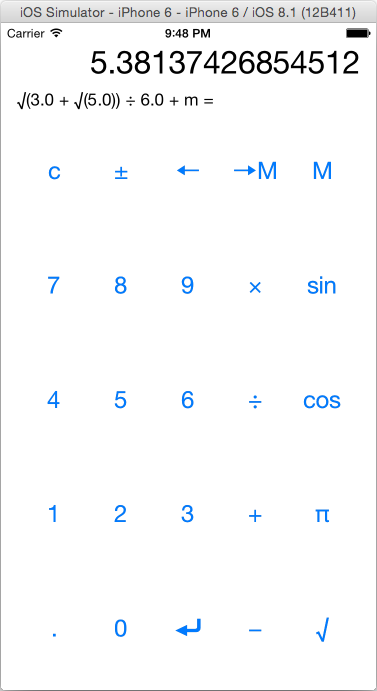 iOS Simulator - iPhone 6 - iPhone 6 / iOS 8.1 (12B411)
Carrier 9:48 PM
5.38137426854512
√(3.0 + √(5.0)) ÷ 6.0 + m =
c ± ← →M M
7 8 9 × sin
4 5 6 ÷ cos
1 2 3 + π
. 0 ↵ − √